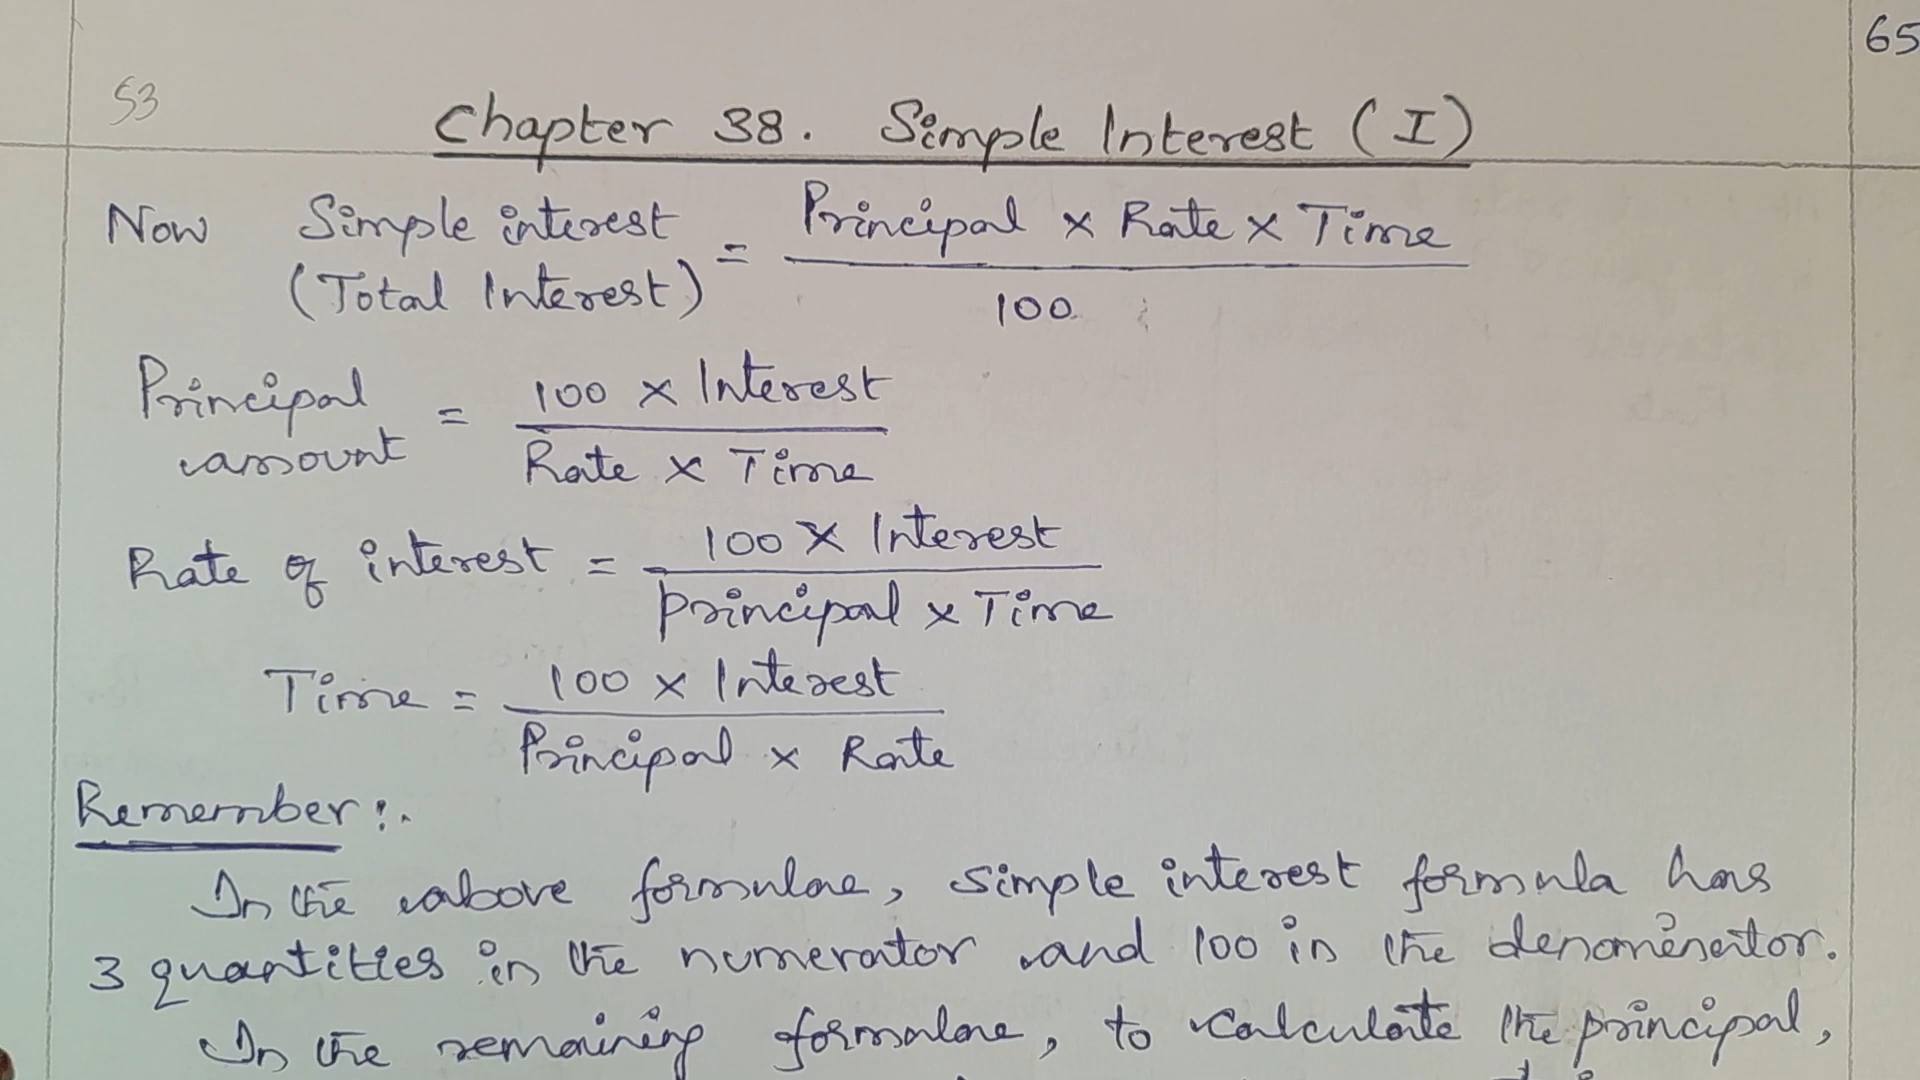 65
53
Chapter 38. Simple Interest (I)
Now Simple interest (Total Interest) = Principal x Rate x Time / 100
Principal amount = 100 x Interest / Rate x Time
Rate of interest = 100 x Interest / Principal x Time
Time = 100 x Interest / Principal x Rate
Remember:.
In the above formulae, simple interest formula has
3 quantities in the numerator and 100 in the denominator.
In the remaining formulae, to calculate the principal,